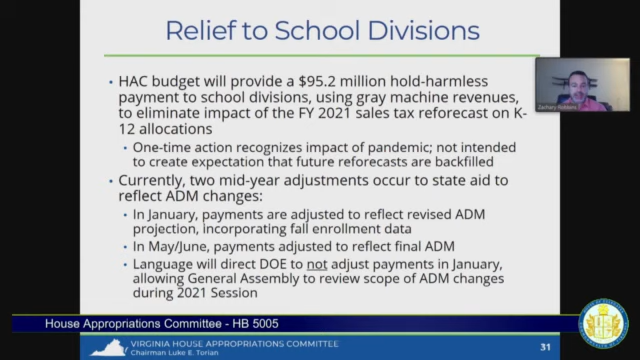 Relief to School Divisions
• HAC budget will provide a $95.2 million hold-harmless
payment to school divisions, using gray machine revenues,
to eliminate impact of the FY 2021 sales tax reforecast on K-
12 allocations
• One-time action recognizes impact of pandemic; not intended
to create expectation that future reforecasts are backfilled
• Currently, two mid-year adjustments occur to state aid to
reflect ADM changes:
• In January, payments are adjusted to reflect revised ADM
projection, incorporating fall enrollment data
• In May/June, payments adjusted to reflect final ADM
• Language will direct DOE to not adjust payments in January,
allowing General Assembly to review scope of ADM changes
during 2021 Session
Zachary Robbins
House Appropriations Committee - HB 5005
VIRGINIA HOUSE APPROPRIATIONS COMMITTEE
Chairman Luke E. Torian
31